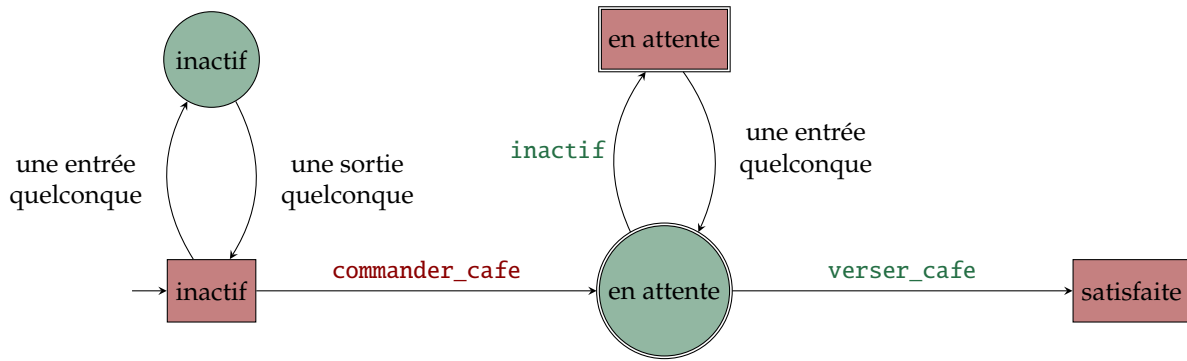 inactif
en attente
une entrée
quelconque
une sortie
quelconque
inactif
une entrée
quelconque
inactif
commander_cafe
en attente
verser_cafe
satisfaite